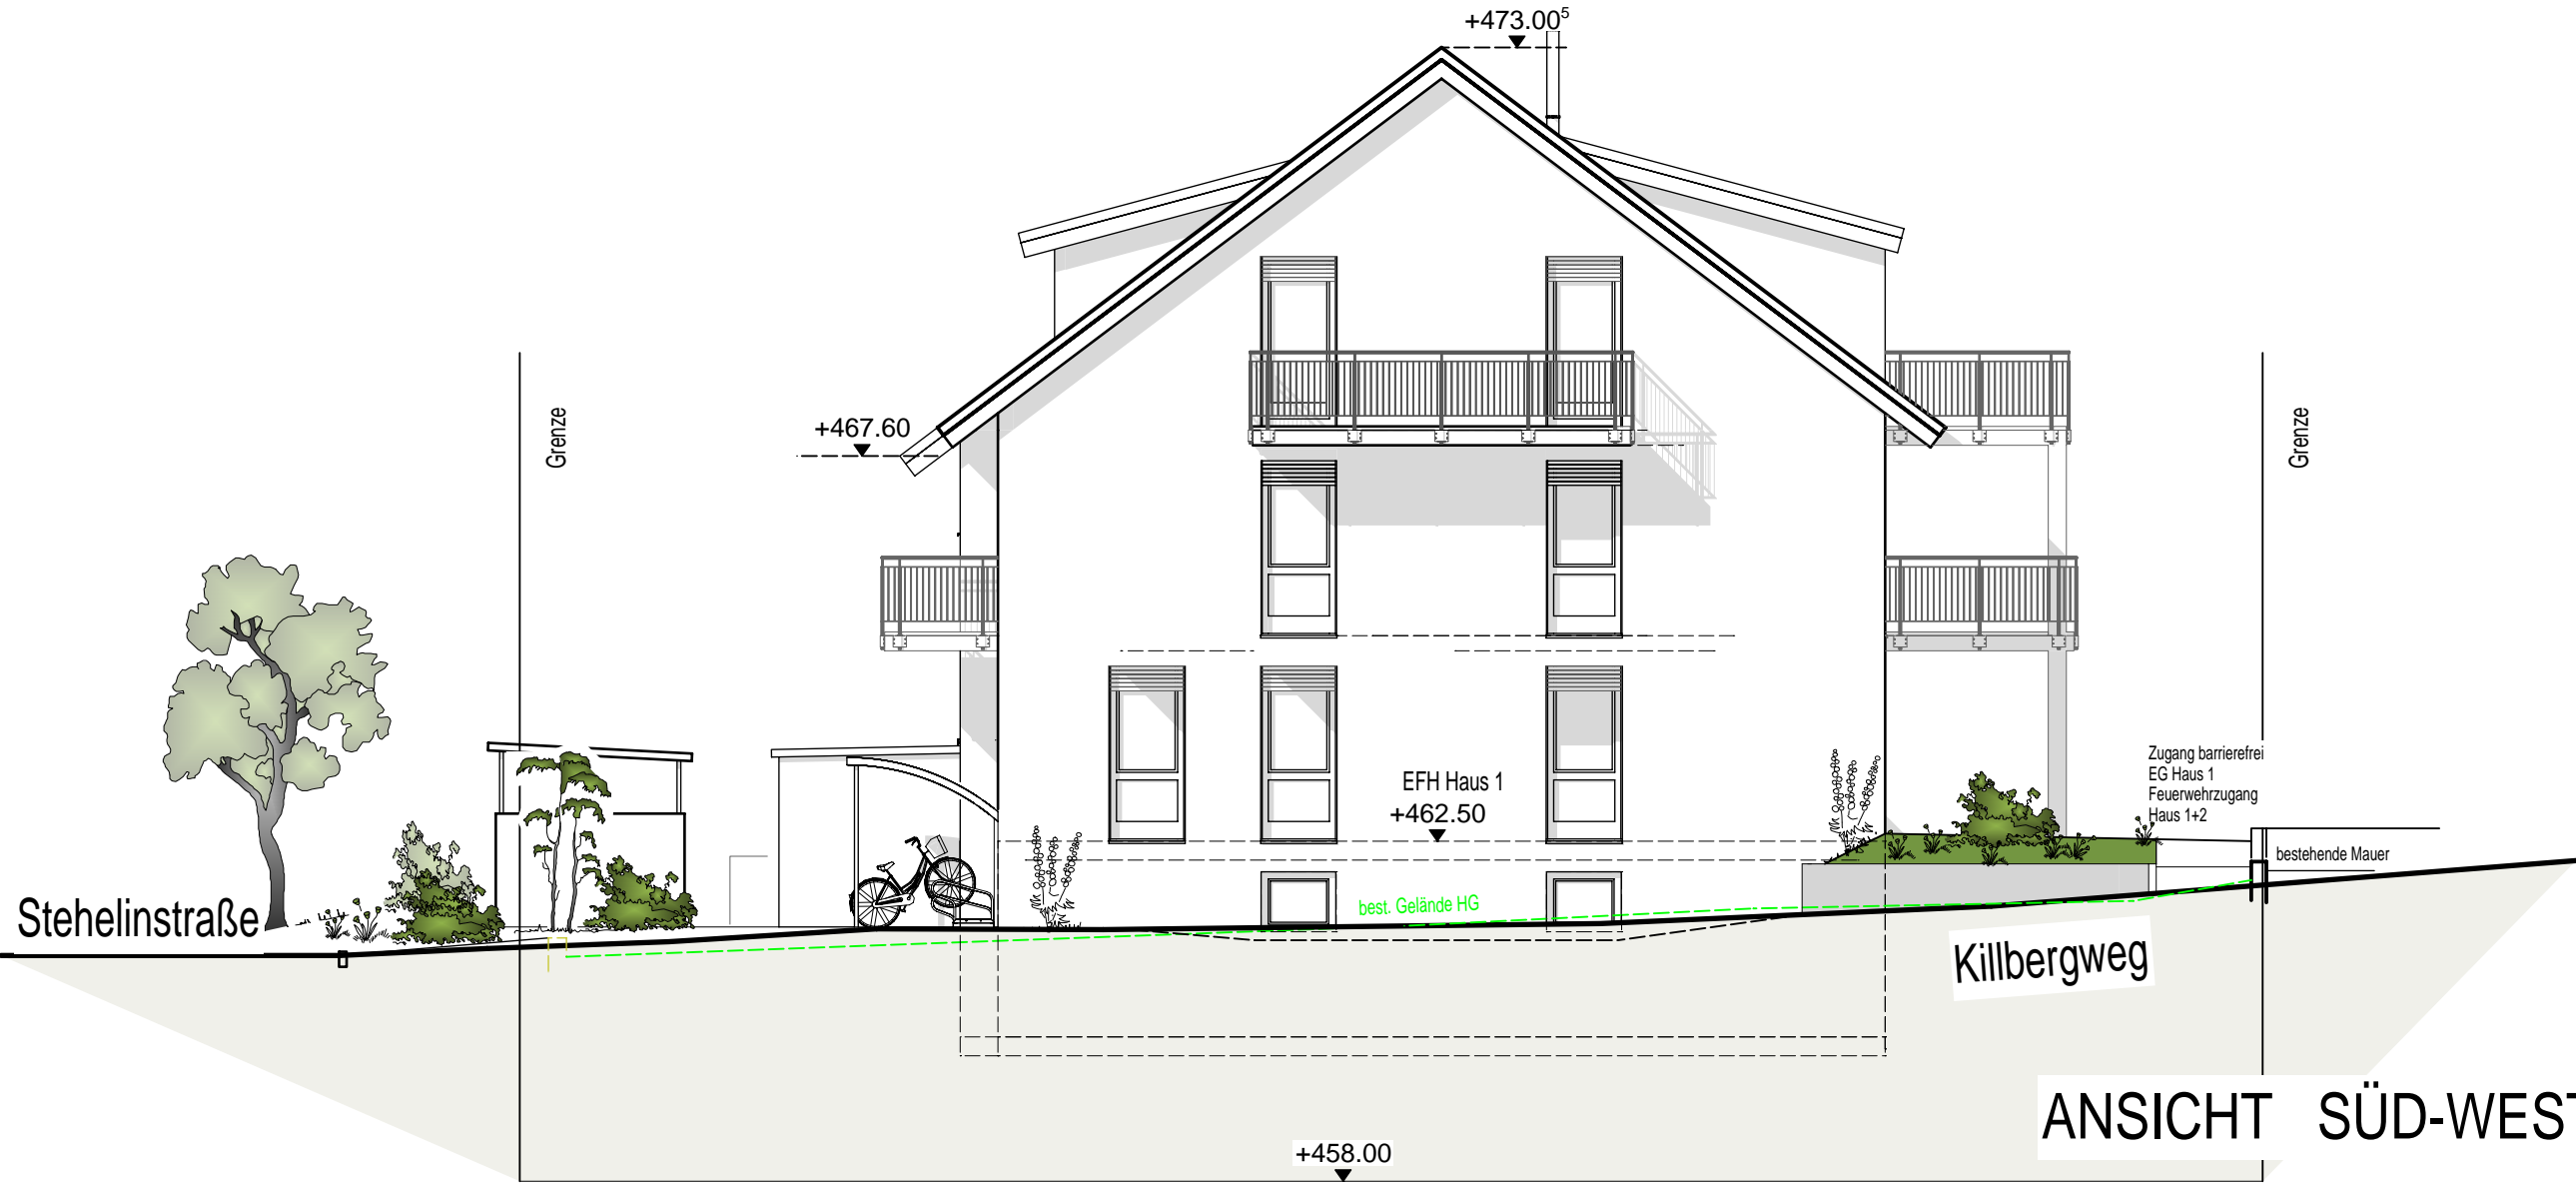 +473.00⁵
Grenze
+467.60
Grenze
Zugang barrierefrei
EG Haus 1
Feuerwehrzugang
Haus 1+2
EFH Haus 1
+462.50
bestehende Mauer
best. Gelände HG
Stehelinstraße
Killbergweg
ANSICHT SÜD-WEST
+458.00